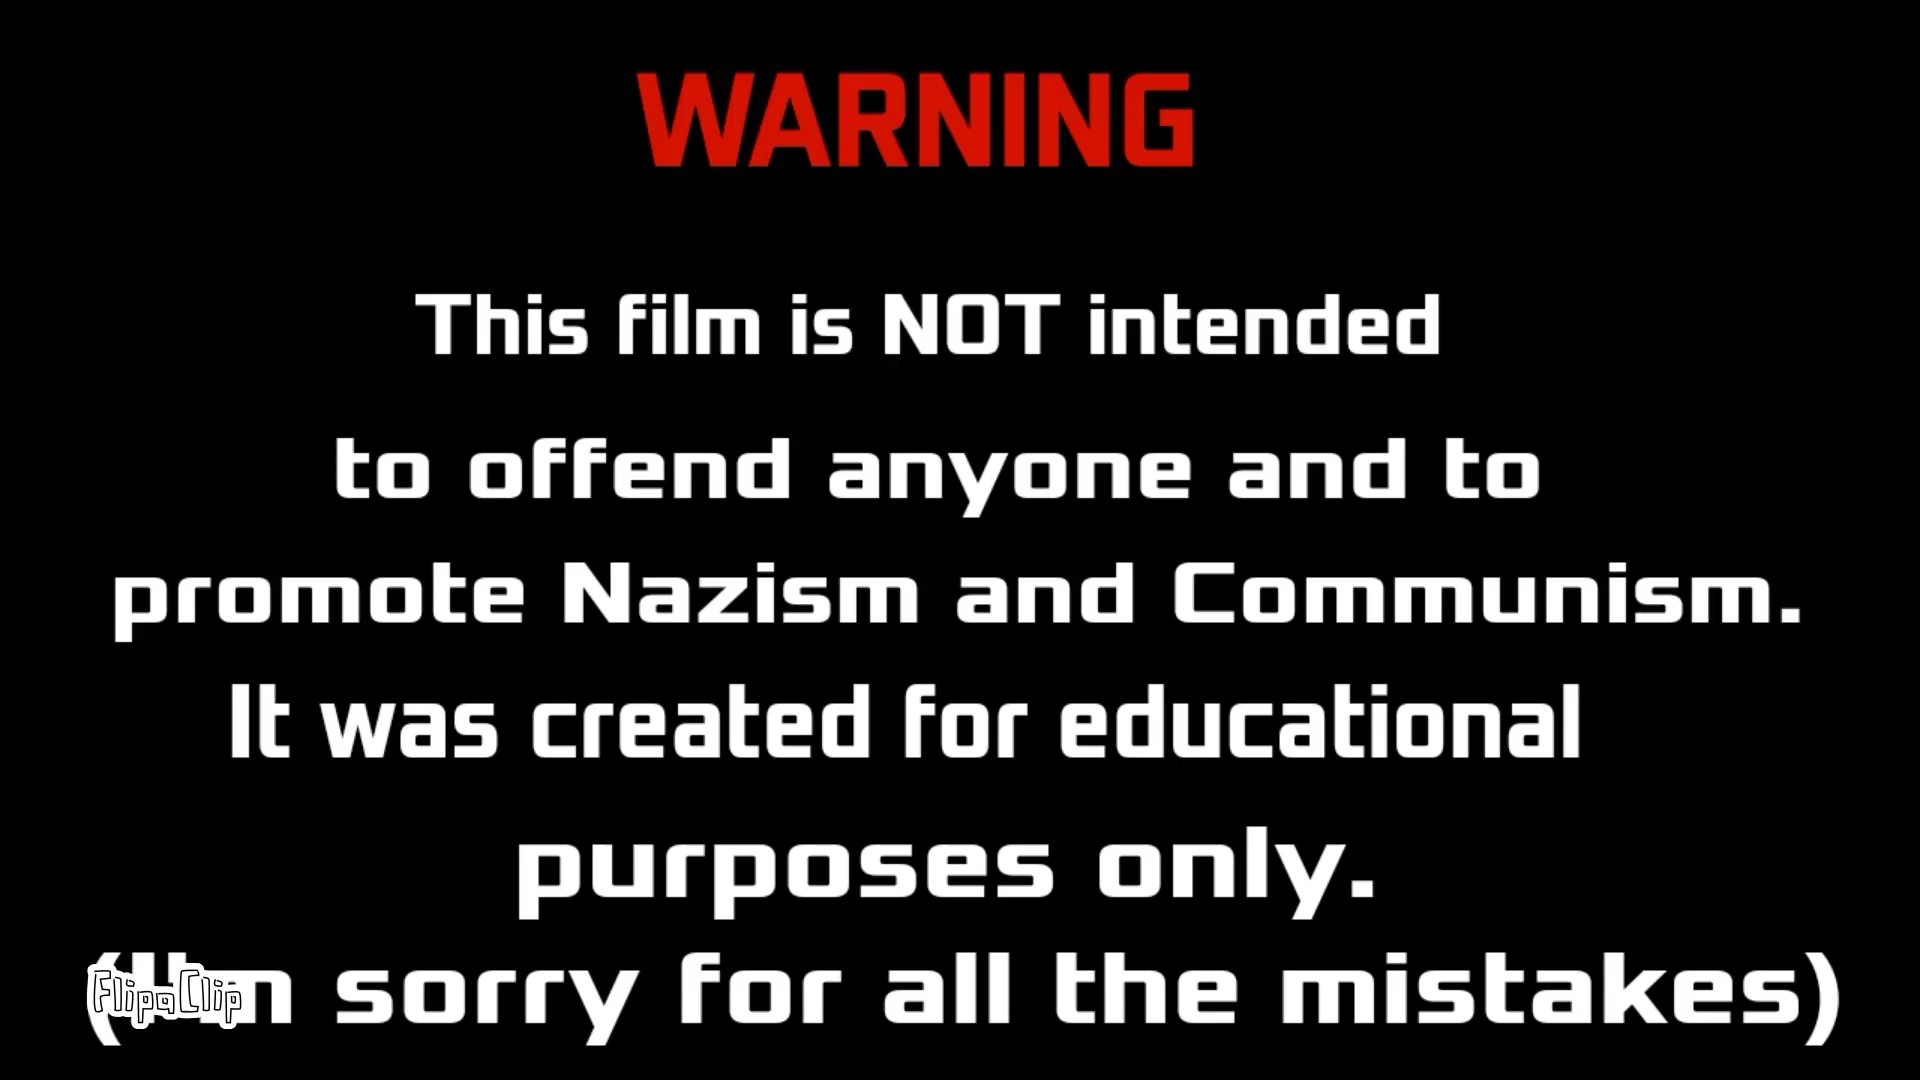 WARNING
This film is NOT intended
to offend anyone and to
promote Nazism and Communism.
It was created for educational
purposes only.
(I'm sorry for all the mistakes)
FlipaClip